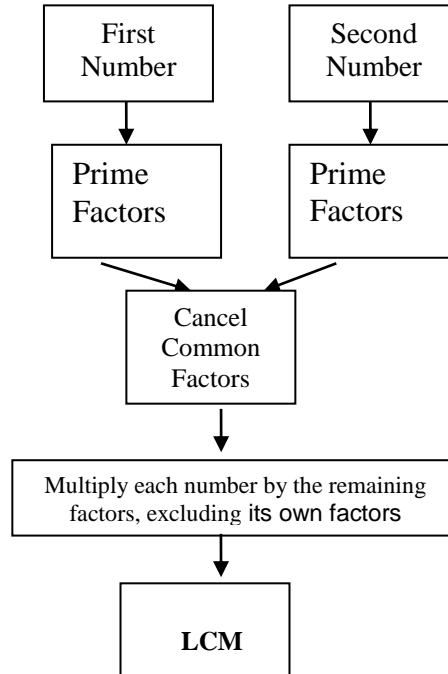 First
Number
Second
Number
Prime
Factors
Prime
Factors
Cancel
Common
Factors
Multiply each number by the remaining
factors, excluding its own factors
LCM